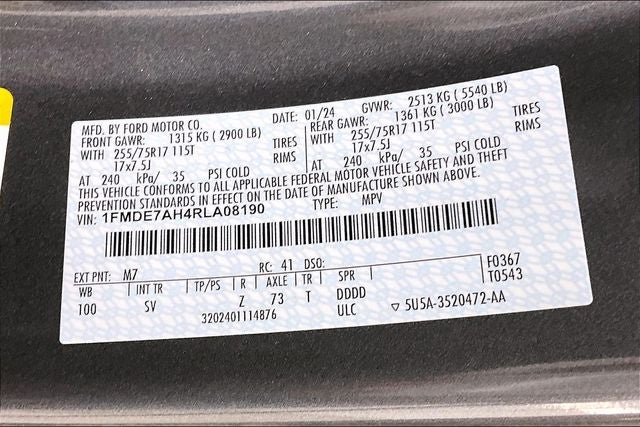 MFD. BY FORD MOTOR CO. DATE: 01/24 GVWR: 2513 KG ( 5540 LB)
FRONT GAWR: 1315 KG ( 2900 LB) REAR GAWR: 1361 KG ( 3000 LB)
WITH 255/75R17 115T TIRES 255/75R17 115T TIRES
WITH 17x7.5J RIMS 17x7.5J RIMS
AT 240 kPa/ 35 PSI COLD AT 240 kPa/ 35 PSI COLD
THIS VEHICLE CONFORMS TO ALL APPLICABLE FEDERAL MOTOR VEHICLE SAFETY AND THEFT
PREVENTION STANDARDS IN EFFECT ON THE DATE OF MANUFACTURE SHOWN ABOVE.
VIN: 1FMDE7AH4RLA08190 TYPE: MPV
EXT PNT: M7 RC: 41 DSO: F0367
WB INT TR TP/PS R AXLE TR SPR T0543
100 SV Z 73 T DDDD
3202401114876 ULC ▽ 5U5A-3520472-AA